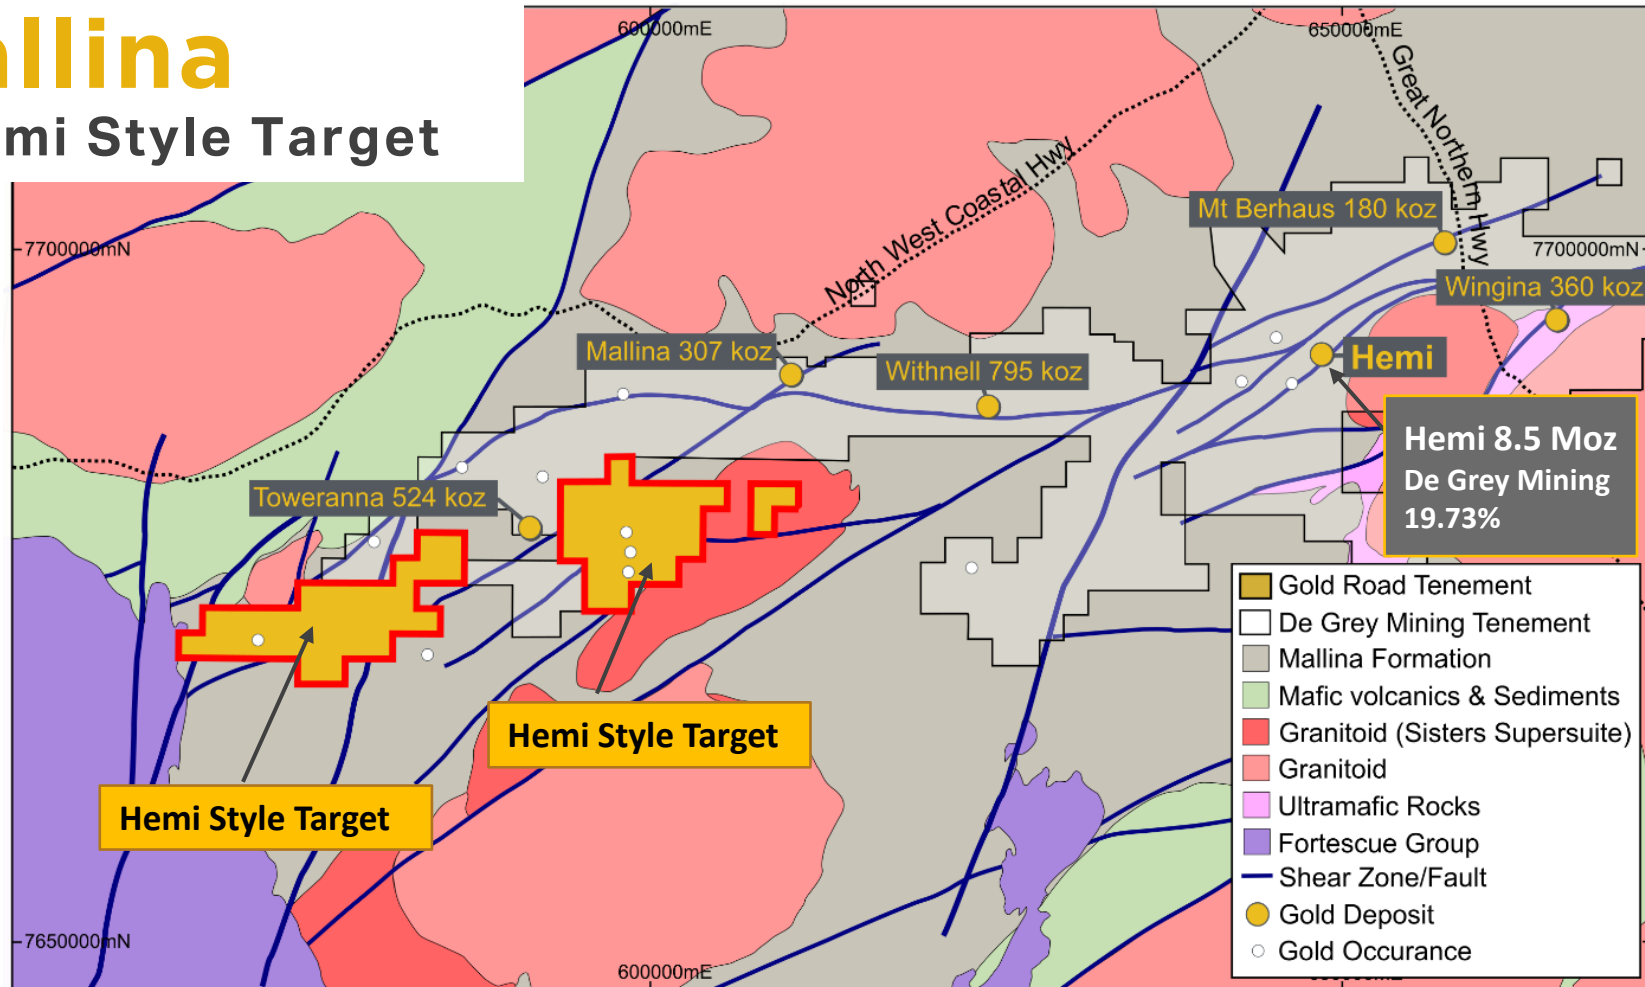 allina
mi Style Target
600000mE
650000mE
Great Northern Hwy
North West Coastal Hwy
Mt Berhaus 180 koz
7700000mN
7700000mN
Wingina 360 koz
Mallina 307 koz
Hemi
Withnell 795 koz
Hemi 8.5 Moz
De Grey Mining
19.73%
Toweranna 524 koz
Hemi Style Target
Hemi Style Target
Gold Road Tenement
De Grey Mining Tenement
Mallina Formation
Mafic volcanics & Sediments
Granitoid (Sisters Supersuite)
Granitoid
Ultramafic Rocks
Fortescue Group
Shear Zone/Fault
Gold Deposit
Gold Occurance
7650000mN
600000mE